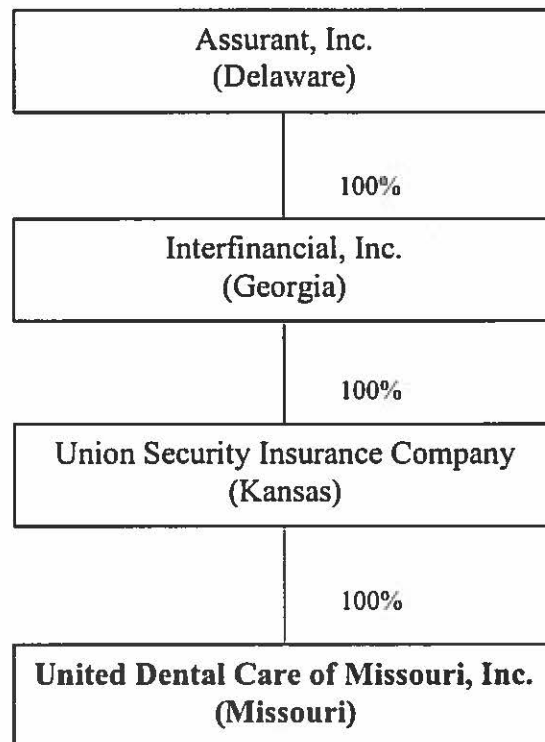 Assurant, Inc.
(Delaware)
100%
Interfinancial, Inc.
(Georgia)
100%
Union Security Insurance Company
(Kansas)
100%
United Dental Care of Missouri, Inc.
(Missouri)